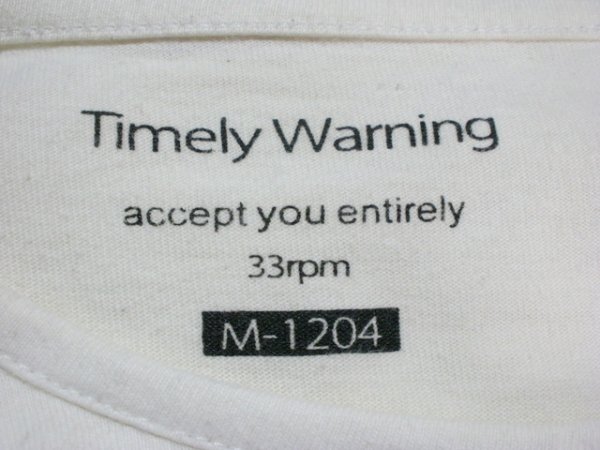 Timely Warning
accept you entirely
33rpm
M-1204